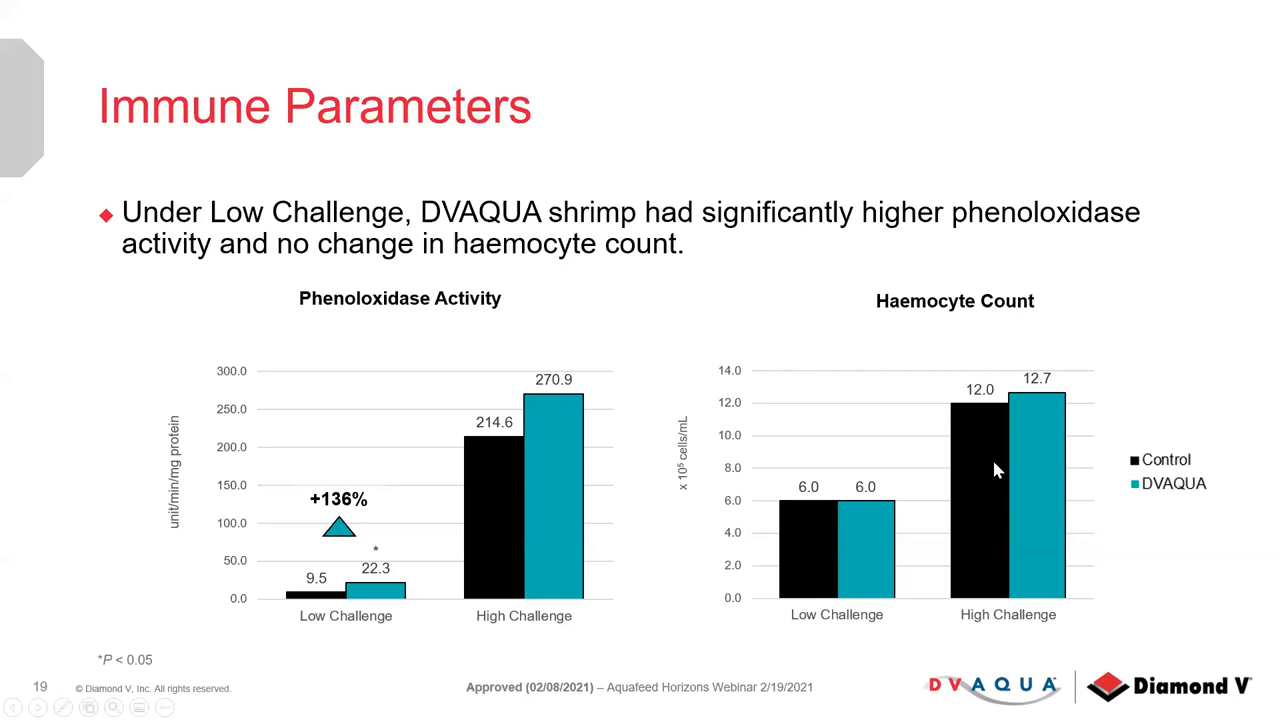 Immune Parameters
Under Low Challenge, DVAQUA shrimp had significantly higher phenoloxidase
activity and no change in haemocyte count.
Phenoloxidase Activity
unit/min/mg protein
300.0
250.0
200.0
150.0
100.0
50.0
0.0
+136%
*
9.5
22.3
214.6
270.9
Low Challenge
High Challenge
Haemocyte Count
x 10⁵ cells/mL
14.0
12.0
10.0
8.0
6.0
4.0
2.0
0.0
6.0
6.0
12.0
12.7
Low Challenge
High Challenge
Control
DVAQUA
*P < 0.05
19
© Diamond V, Inc. All rights reserved.
Approved (02/08/2021) – Aquafeed Horizons Webinar 2/19/2021
DVAQUA™
Diamond V™